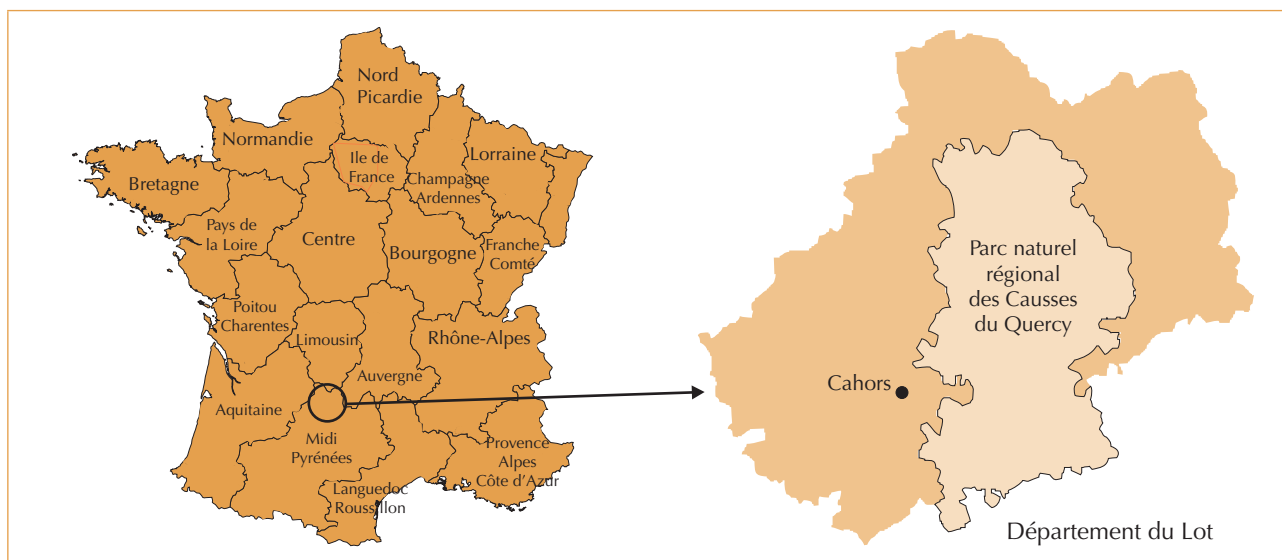 Nord
Picardie
Normandie
Ile de
France
Lorraine
Champagne
Ardennes
Bretagne
Pays de
la Loire
Centre
Bourgogne
Franche
Comté
Poitou
Charentes
Limousin
Rhône-Alpes
Auvergne
Aquitaine
Midi
Pyrénées
Provence
Alpes
Côte d'Azur
Languedoc
Roussillon
Parc naturel
régional
des Causses
du Quercy
Cahors
Département du Lot